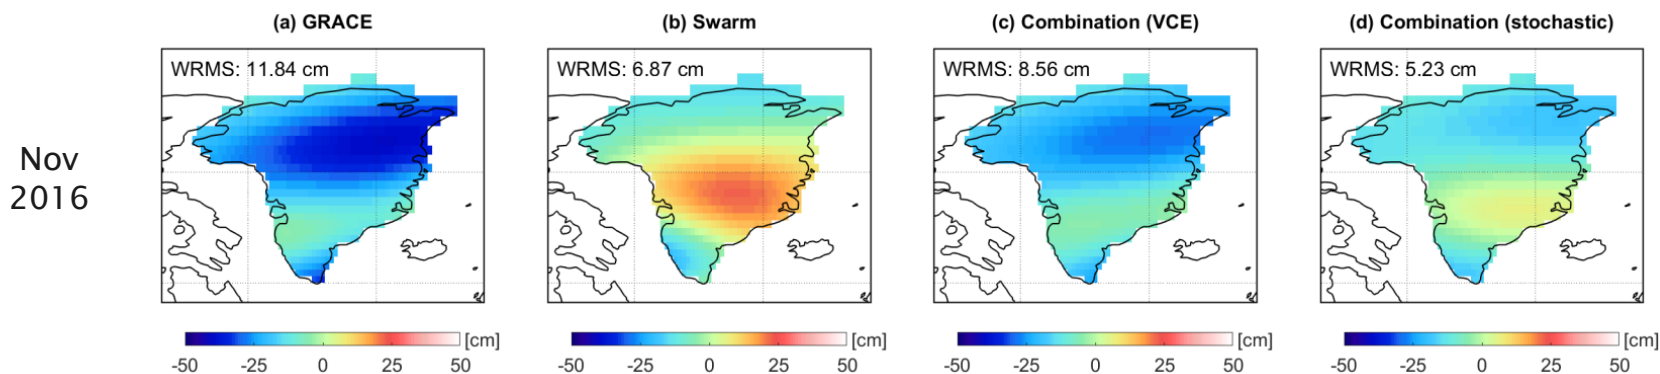 (a) GRACE
(b) Swarm
(c) Combination (VCE)
(d) Combination (stochastic)
Nov
2016
WRMS: 11.84 cm
WRMS: 6.87 cm
WRMS: 8.56 cm
WRMS: 5.23 cm
[cm]
-50 -25 0 25 50
[cm]
-50 -25 0 25 50
[cm]
-50 -25 0 25 50
[cm]
-50 -25 0 25 50